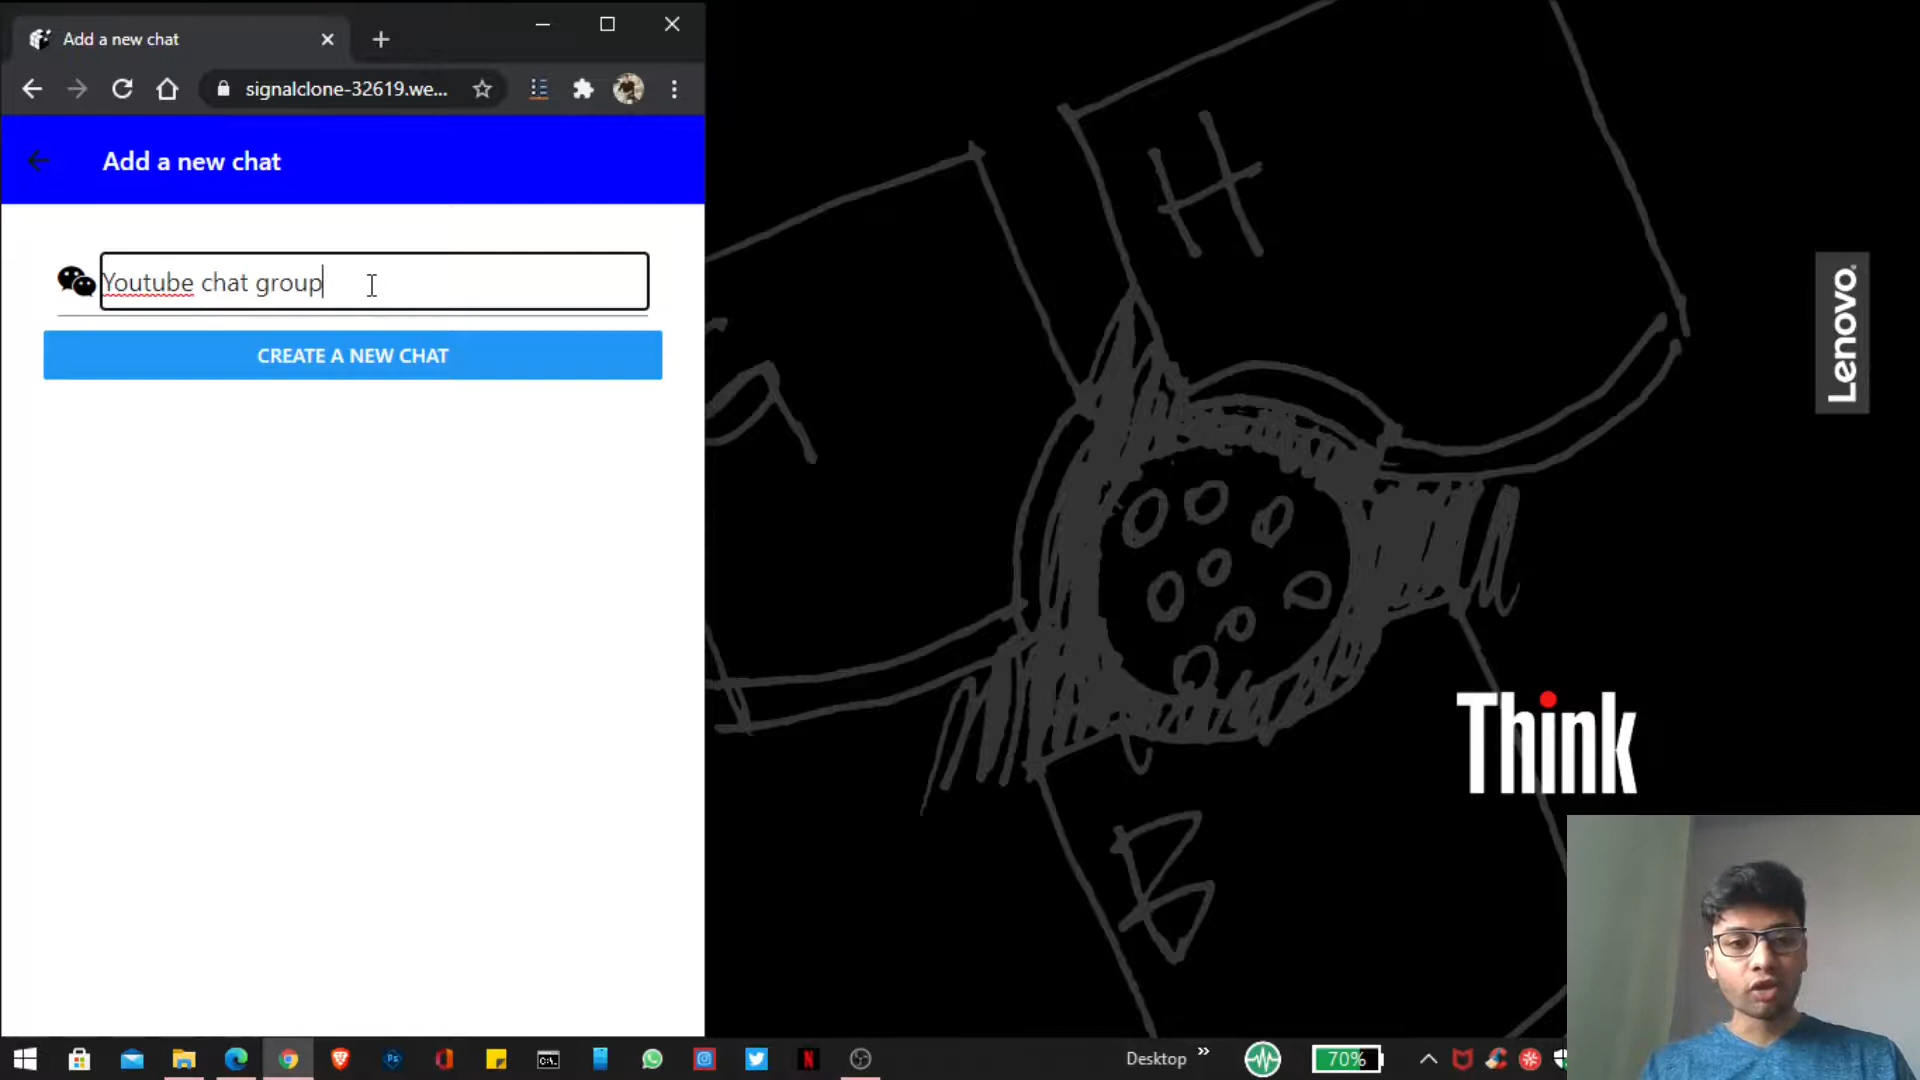 Add a new chat
signalclone-32619.we...
Add a new chat
Youtube chat group
CREATE A NEW CHAT
H
G
B
Lenovo
Think
Desktop
70%